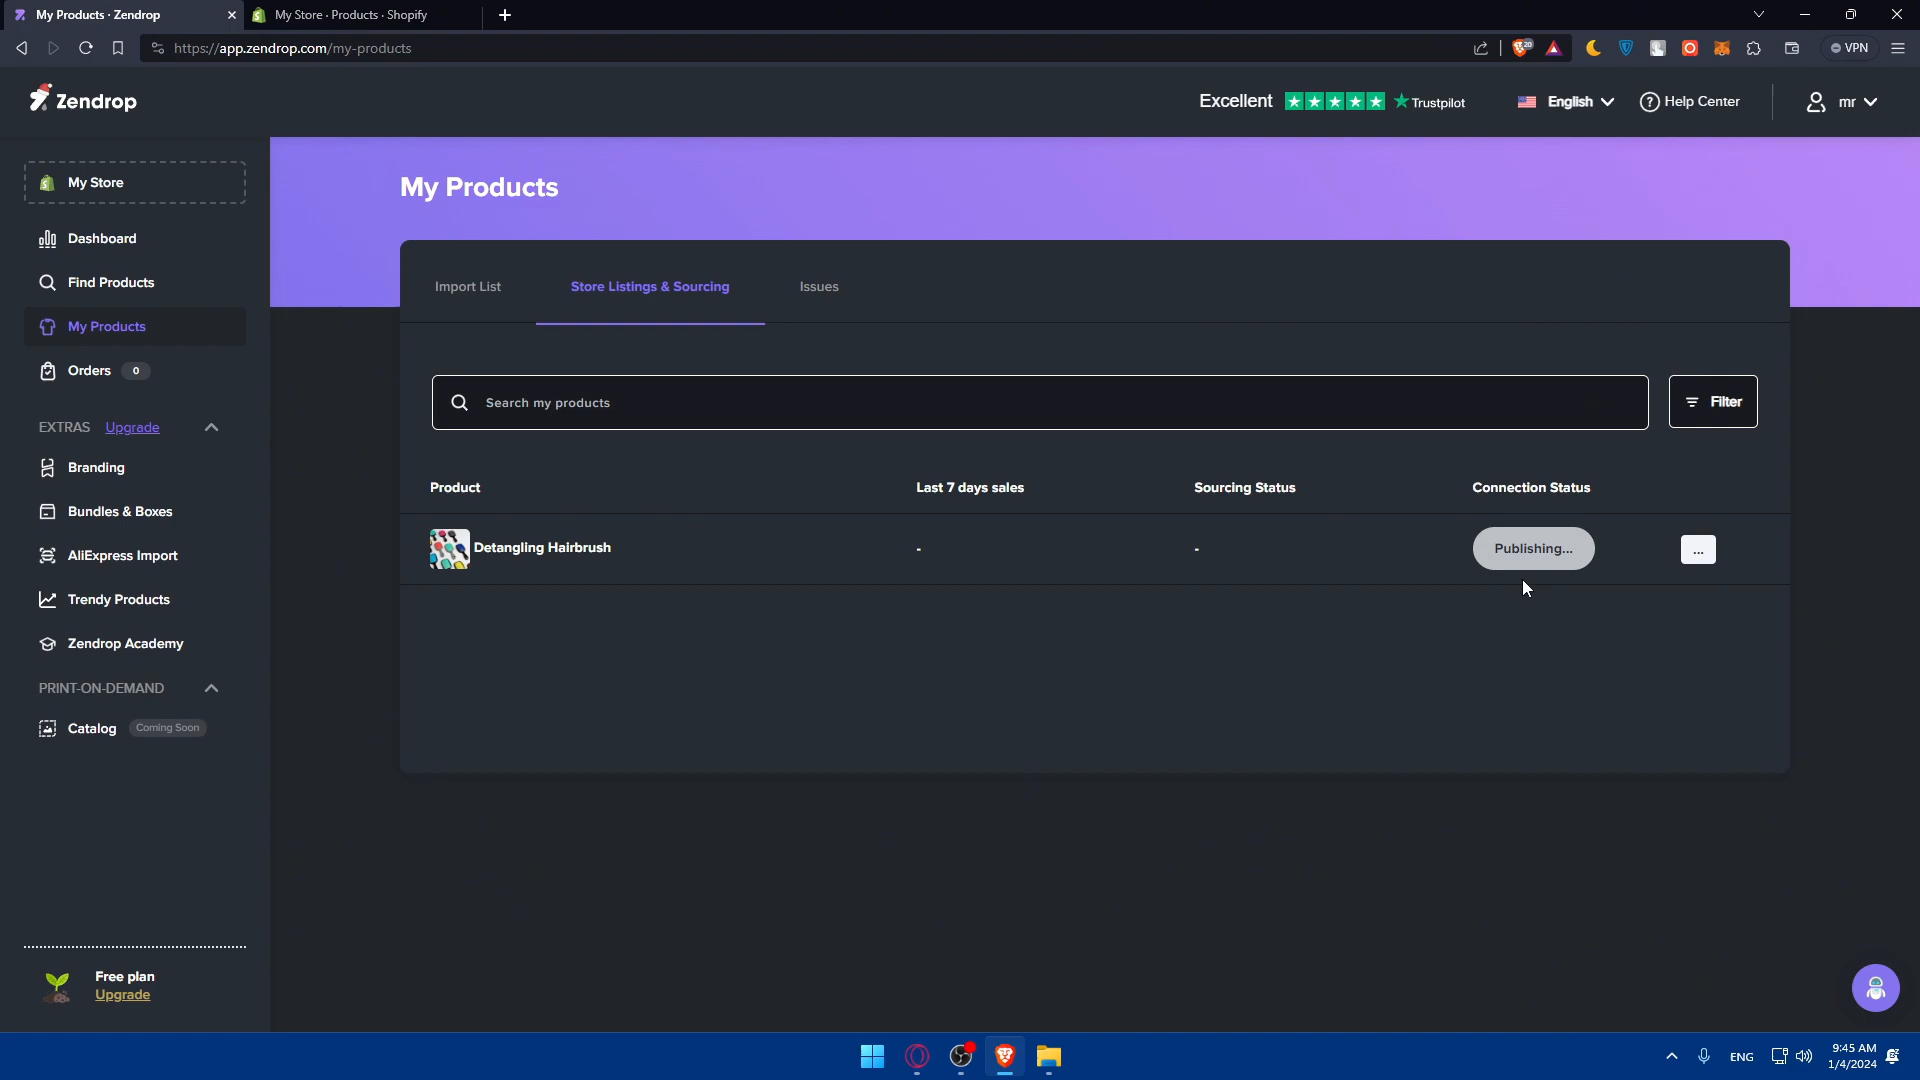 My Products · Zendrop
My Store · Products · Shopify
https://app.zendrop.com/my-products
20
VPN
Zendrop
Excellent
Trustpilot
English
Help Center
mr
My Store
Dashboard
Find Products
My Products
Orders 0
EXTRAS Upgrade
Branding
Bundles & Boxes
AliExpress Import
Trendy Products
Zendrop Academy
PRINT-ON-DEMAND
Catalog Coming Soon
Free plan
Upgrade
My Products
Import List
Store Listings & Sourcing
Issues
Search my products
Filter
Product
Last 7 days sales
Sourcing Status
Connection Status
Detangling Hairbrush
-
-
Publishing...
...
ENG
9:45 AM
1/4/2024